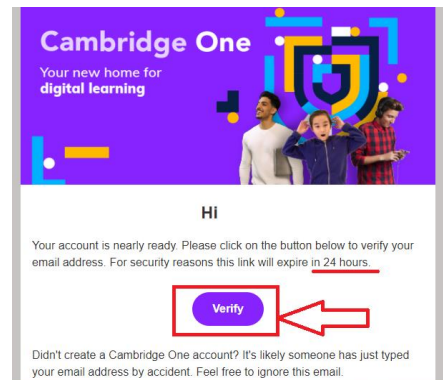 Cambridge One
Your new home for
digital learning
Hi
Your account is nearly ready. Please click on the button below to verify your
email address. For security reasons this link will expire in 24 hours.
Verify
Didn't create a Cambridge One account? It's likely someone has just typed
your email address by accident. Feel free to ignore this email.